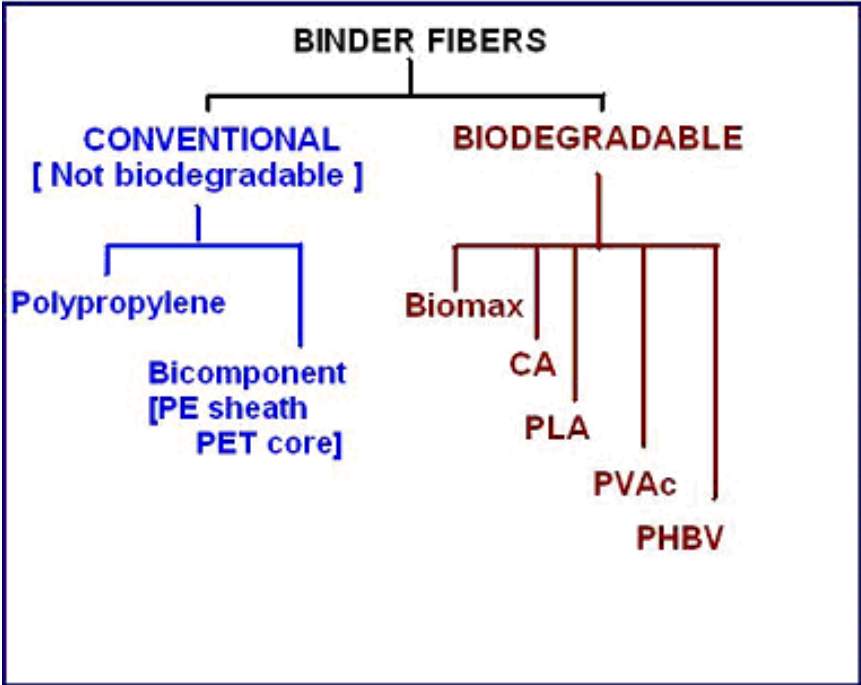 BINDER FIBERS
CONVENTIONAL
[ Not biodegradable ]
BIODEGRADABLE
Polypropylene
Bicomponent
[PE sheath
PET core]
Biomax
CA
PLA
PVAc
PHBV